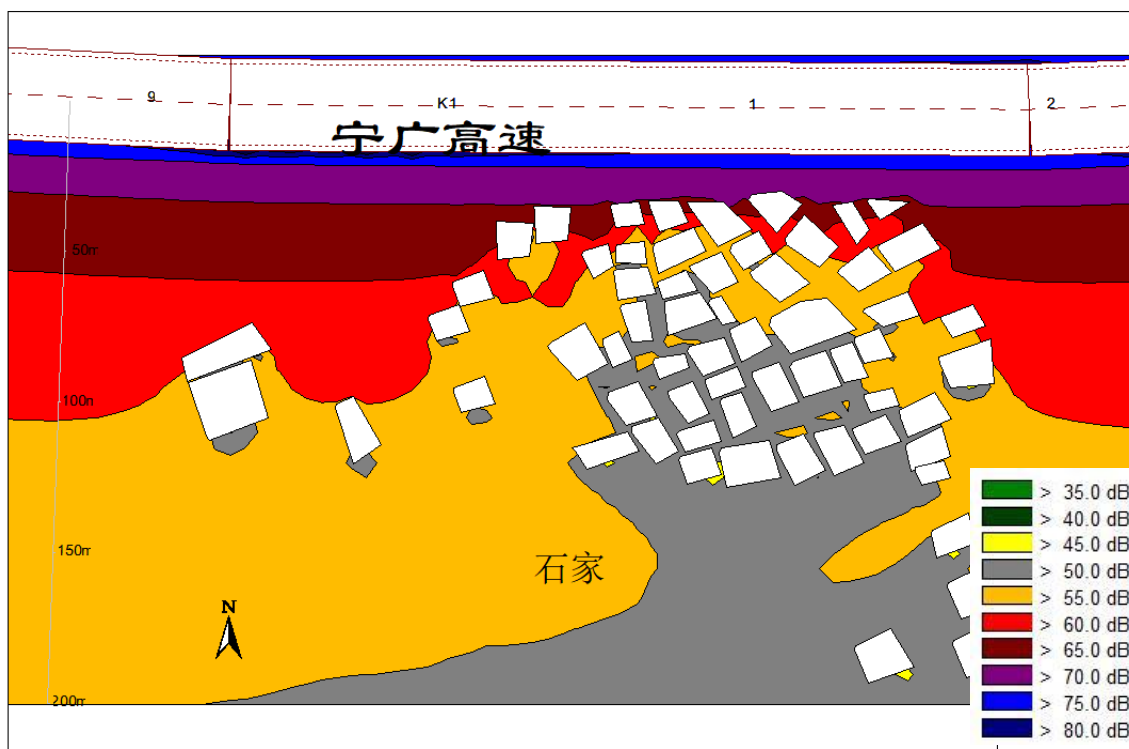 9 K1 1 2
宁广高速
50m
100m
150m
石家
N
200m
> 35.0 dB
> 40.0 dB
> 45.0 dB
> 50.0 dB
> 55.0 dB
> 60.0 dB
> 65.0 dB
> 70.0 dB
> 75.0 dB
> 80.0 dB